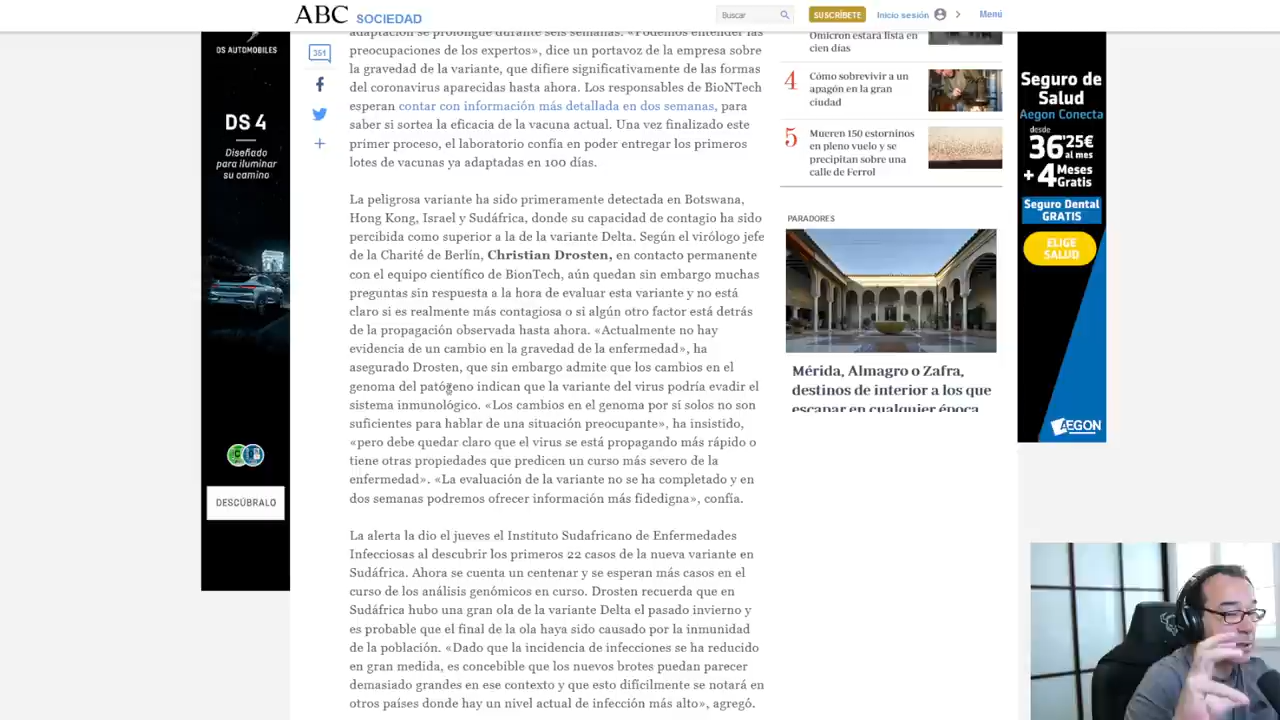 ABC SOCIEDAD
Buscar
SUSCRÍBETE
Inicio sesión
Menú
DS AUTOMOBILES
DS 4
Diseñado
para iluminar
su camino
DESCÚBRALO
351
adaptación se prolongue durante seis semanas. «Podemos entender las
preocupaciones de los expertos», dice un portavoz de la empresa sobre
la gravedad de la variante, que difiere significativamente de las formas
del coronavirus aparecidas hasta ahora. Los responsables de BioNTech
esperan contar con información más detallada en dos semanas, para
saber si sortea la eficacia de la vacuna actual. Una vez finalizado este
primer proceso, el laboratorio confía en poder entregar los primeros
lotes de vacunas ya adaptadas en 100 días.
La peligrosa variante ha sido primeramente detectada en Botswana,
Hong Kong, Israel y Sudáfrica, donde su capacidad de contagio ha sido
percibida como superior a la de la variante Delta. Según el virólogo jefe
de la Charité de Berlín, Christian Drosten, en contacto permanente
con el equipo científico de BionTech, aún quedan sin embargo muchas
preguntas sin respuesta a la hora de evaluar esta variante y no está
claro si es realmente más contagiosa o si algún otro factor está detrás
de la propagación observada hasta ahora. «Actualmente no hay
evidencia de un cambio en la gravedad de la enfermedad», ha
asegurado Drosten, que sin embargo admite que los cambios en el
genoma del patógeno indican que la variante del virus podría evadir el
sistema inmunológico. «Los cambios en el genoma por sí solos no son
suficientes para hablar de una situación preocupante», ha insistido,
«pero debe quedar claro que el virus se está propagando más rápido o
tiene otras propiedades que predicen un curso más severo de la
enfermedad». «La evaluación de la variante no se ha completado y en
dos semanas podremos ofrecer información más fidedigna», confía.
La alerta la dio el jueves el Instituto Sudafricano de Enfermedades
Infecciosas al descubrir los primeros 22 casos de la nueva variante en
Sudáfrica. Ahora se cuenta un centenar y se esperan más casos en el
curso de los análisis genómicos en curso. Drosten recuerda que en
Sudáfrica hubo una gran ola de la variante Delta el pasado invierno y
es probable que el final de la ola haya sido causado por la inmunidad
de la población. «Dado que la incidencia de infecciones se ha reducido
en gran medida, es concebible que los nuevos brotes puedan parecer
demasiado grandes en ese contexto y que esto difícilmente se notará en
otros países donde hay un nivel actual de infección más alto», agregó.
Ómicron estará lista en
cien días
4
Cómo sobrevivir a un
apagón en la gran
ciudad
5
Mueren 150 estorninos
en pleno vuelo y se
precipitan sobre una
calle de Ferrol
PARADORES
Mérida, Almagro o Zafra,
destinos de interior a los que
escapar en cualquier época
Seguro de
Salud
Aegon Conecta
desde
36,25€
al mes
+4 Meses
Gratis
Seguro Dental
GRATIS
ELIGE
SALUD
AEGON